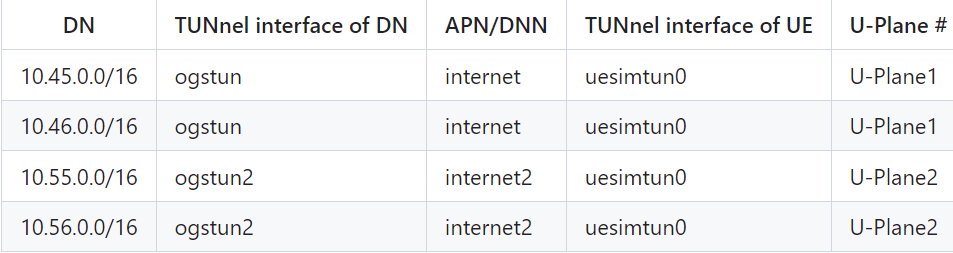 DN TUNnel interface of DN APN/DNN TUNnel interface of UE U-Plane #
10.45.0.0/16 ogstun internet uesimtun0 U-Plane1
10.46.0.0/16 ogstun internet uesimtun0 U-Plane1
10.55.0.0/16 ogstun2 internet2 uesimtun0 U-Plane2
10.56.0.0/16 ogstun2 internet2 uesimtun0 U-Plane2